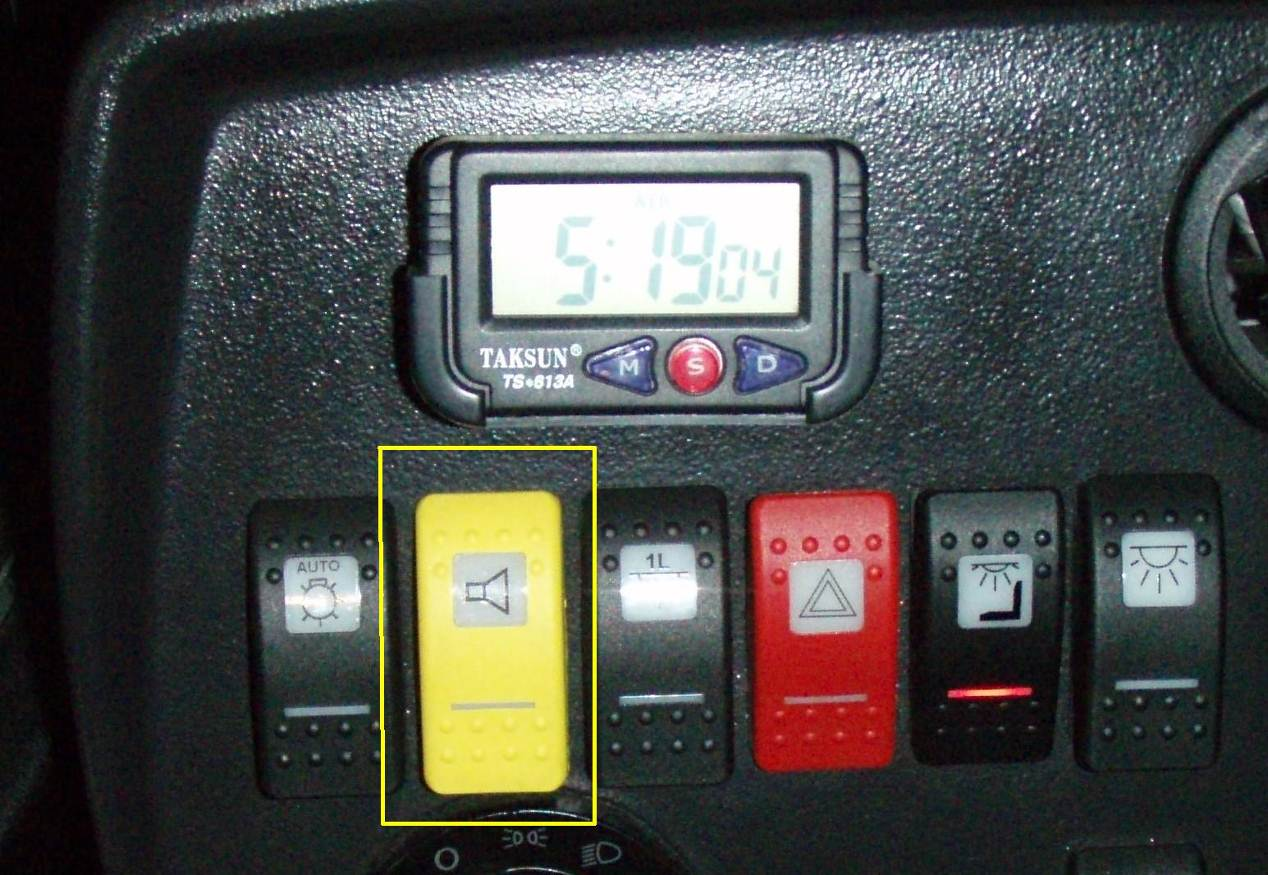 5:19 04
TAKSUN®
TS•613A
M S D
AUTO
1L